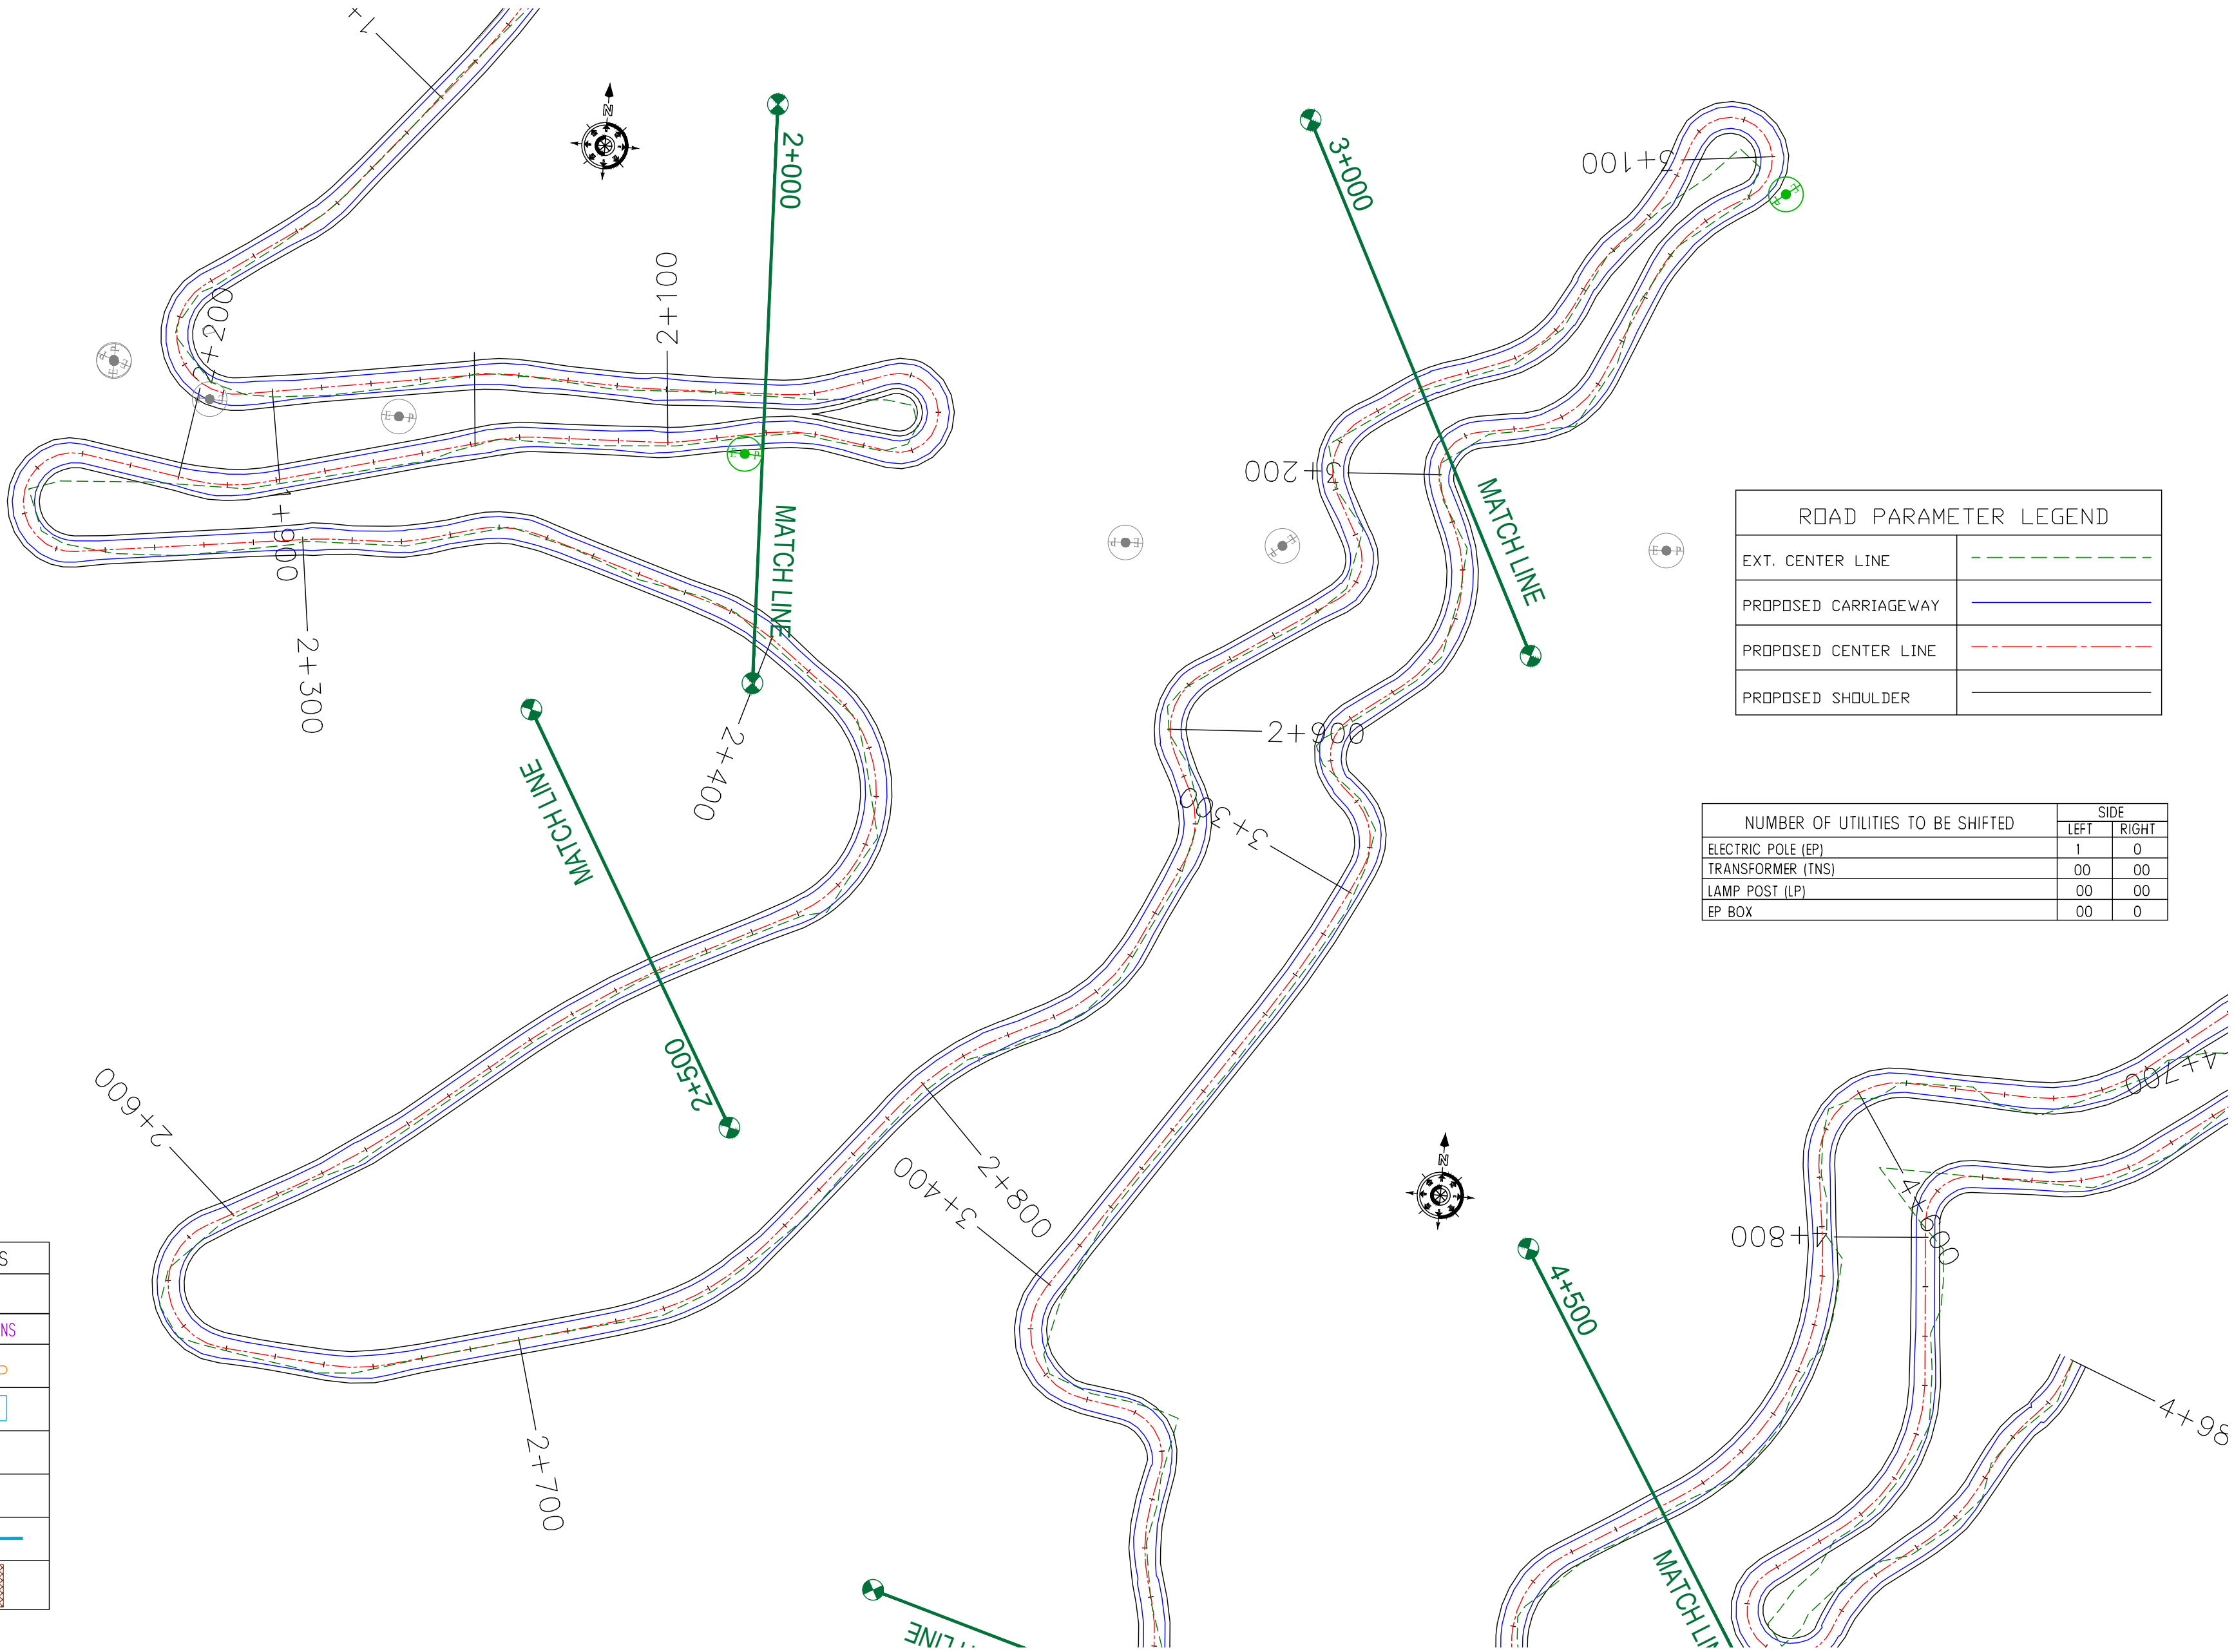 N
2+000
3+000
3+100
2+100
2+200
E P
E P
E P
E P
E P
3+200
MATCH LINE
MATCH LINE
1+900
E P
E P
E P
ROAD PARAMETER LEGEND
EXT. CENTER LINE
PROPOSED CARRIAGEWAY
PROPOSED CENTER LINE
PROPOSED SHOULDER
2+300
2+400
2+900
3+300
MATCH LINE
NUMBER OF UTILITIES TO BE SHIFTED SIDE
LEFT RIGHT
ELECTRIC POLE (EP) 1 0
TRANSFORMER (TNS) 00 00
LAMP POST (LP) 00 00
EP BOX 00 0
2+500
2+600
4+700
2+800
3+400
N
4+600
4+800
4+500
2+700
4+98
MATCH LIN
H LINE
S
NS